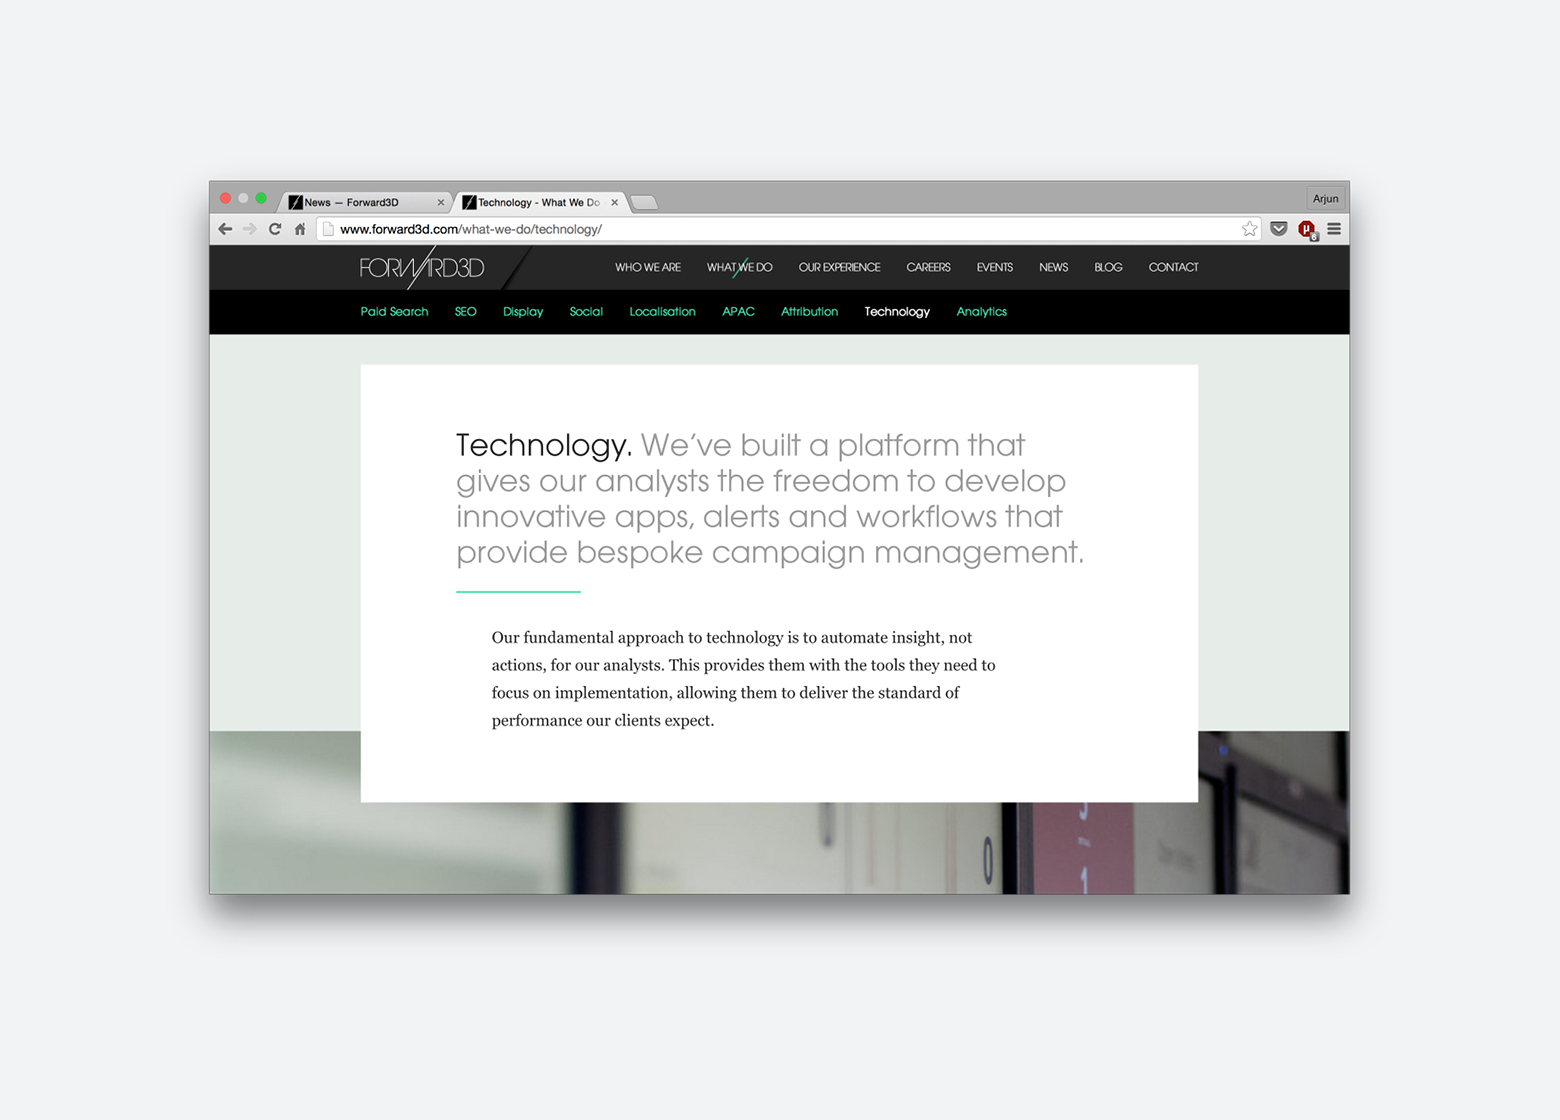 News — Forward3D
Technology - What We Do
Arjun
www.forward3d.com/what-we-do/technology/
6
FORWARD3D
WHO WE ARE
WHAT WE DO
OUR EXPERIENCE
CAREERS
EVENTS
NEWS
BLOG
CONTACT
Paid Search
SEO
Display
Social
Localisation
APAC
Attribution
Technology
Analytics
Technology. We’ve built a platform that
gives our analysts the freedom to develop
innovative apps, alerts and workflows that
provide bespoke campaign management.
Our fundamental approach to technology is to automate insight, not
actions, for our analysts. This provides them with the tools they need to
focus on implementation, allowing them to deliver the standard of
performance our clients expect.
0
1